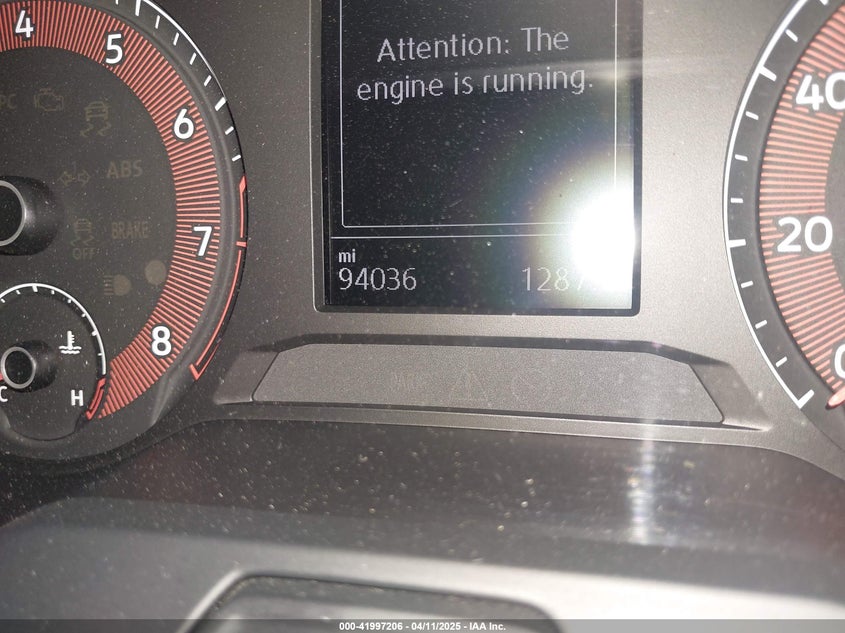 Attention: The
engine is running.
mi
94036
4
5
6
7
8
ABS
BRAKE
OFF
C
H
40
20
0
000-41997206 - 04/11/2025 - IAA Inc.